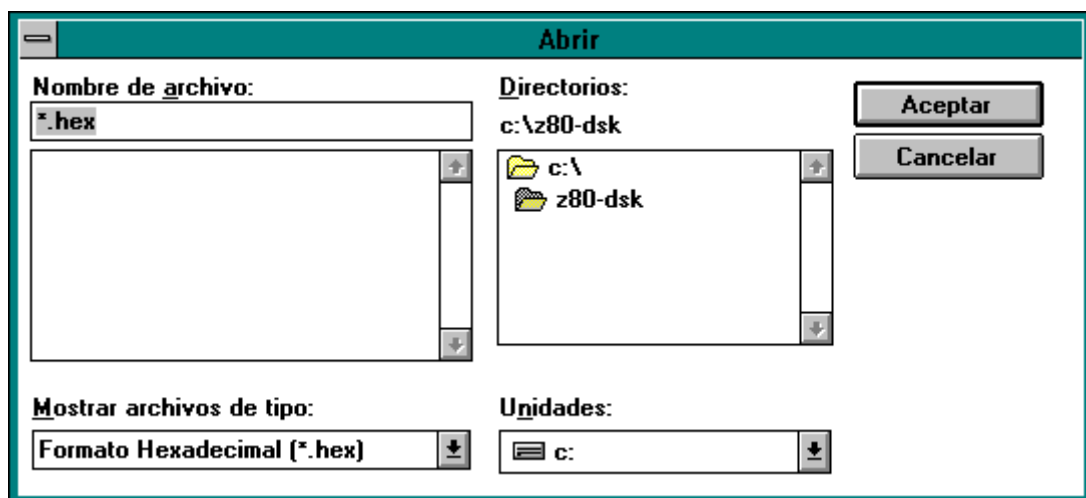 Abrir
Nombre de archivo:
*.hex
Directorios:
c:\z80-dsk
c:\
z80-dsk
Aceptar
Cancelar
Mostrar archivos de tipo:
Formato Hexadecimal (*.hex)
Unidades:
c: